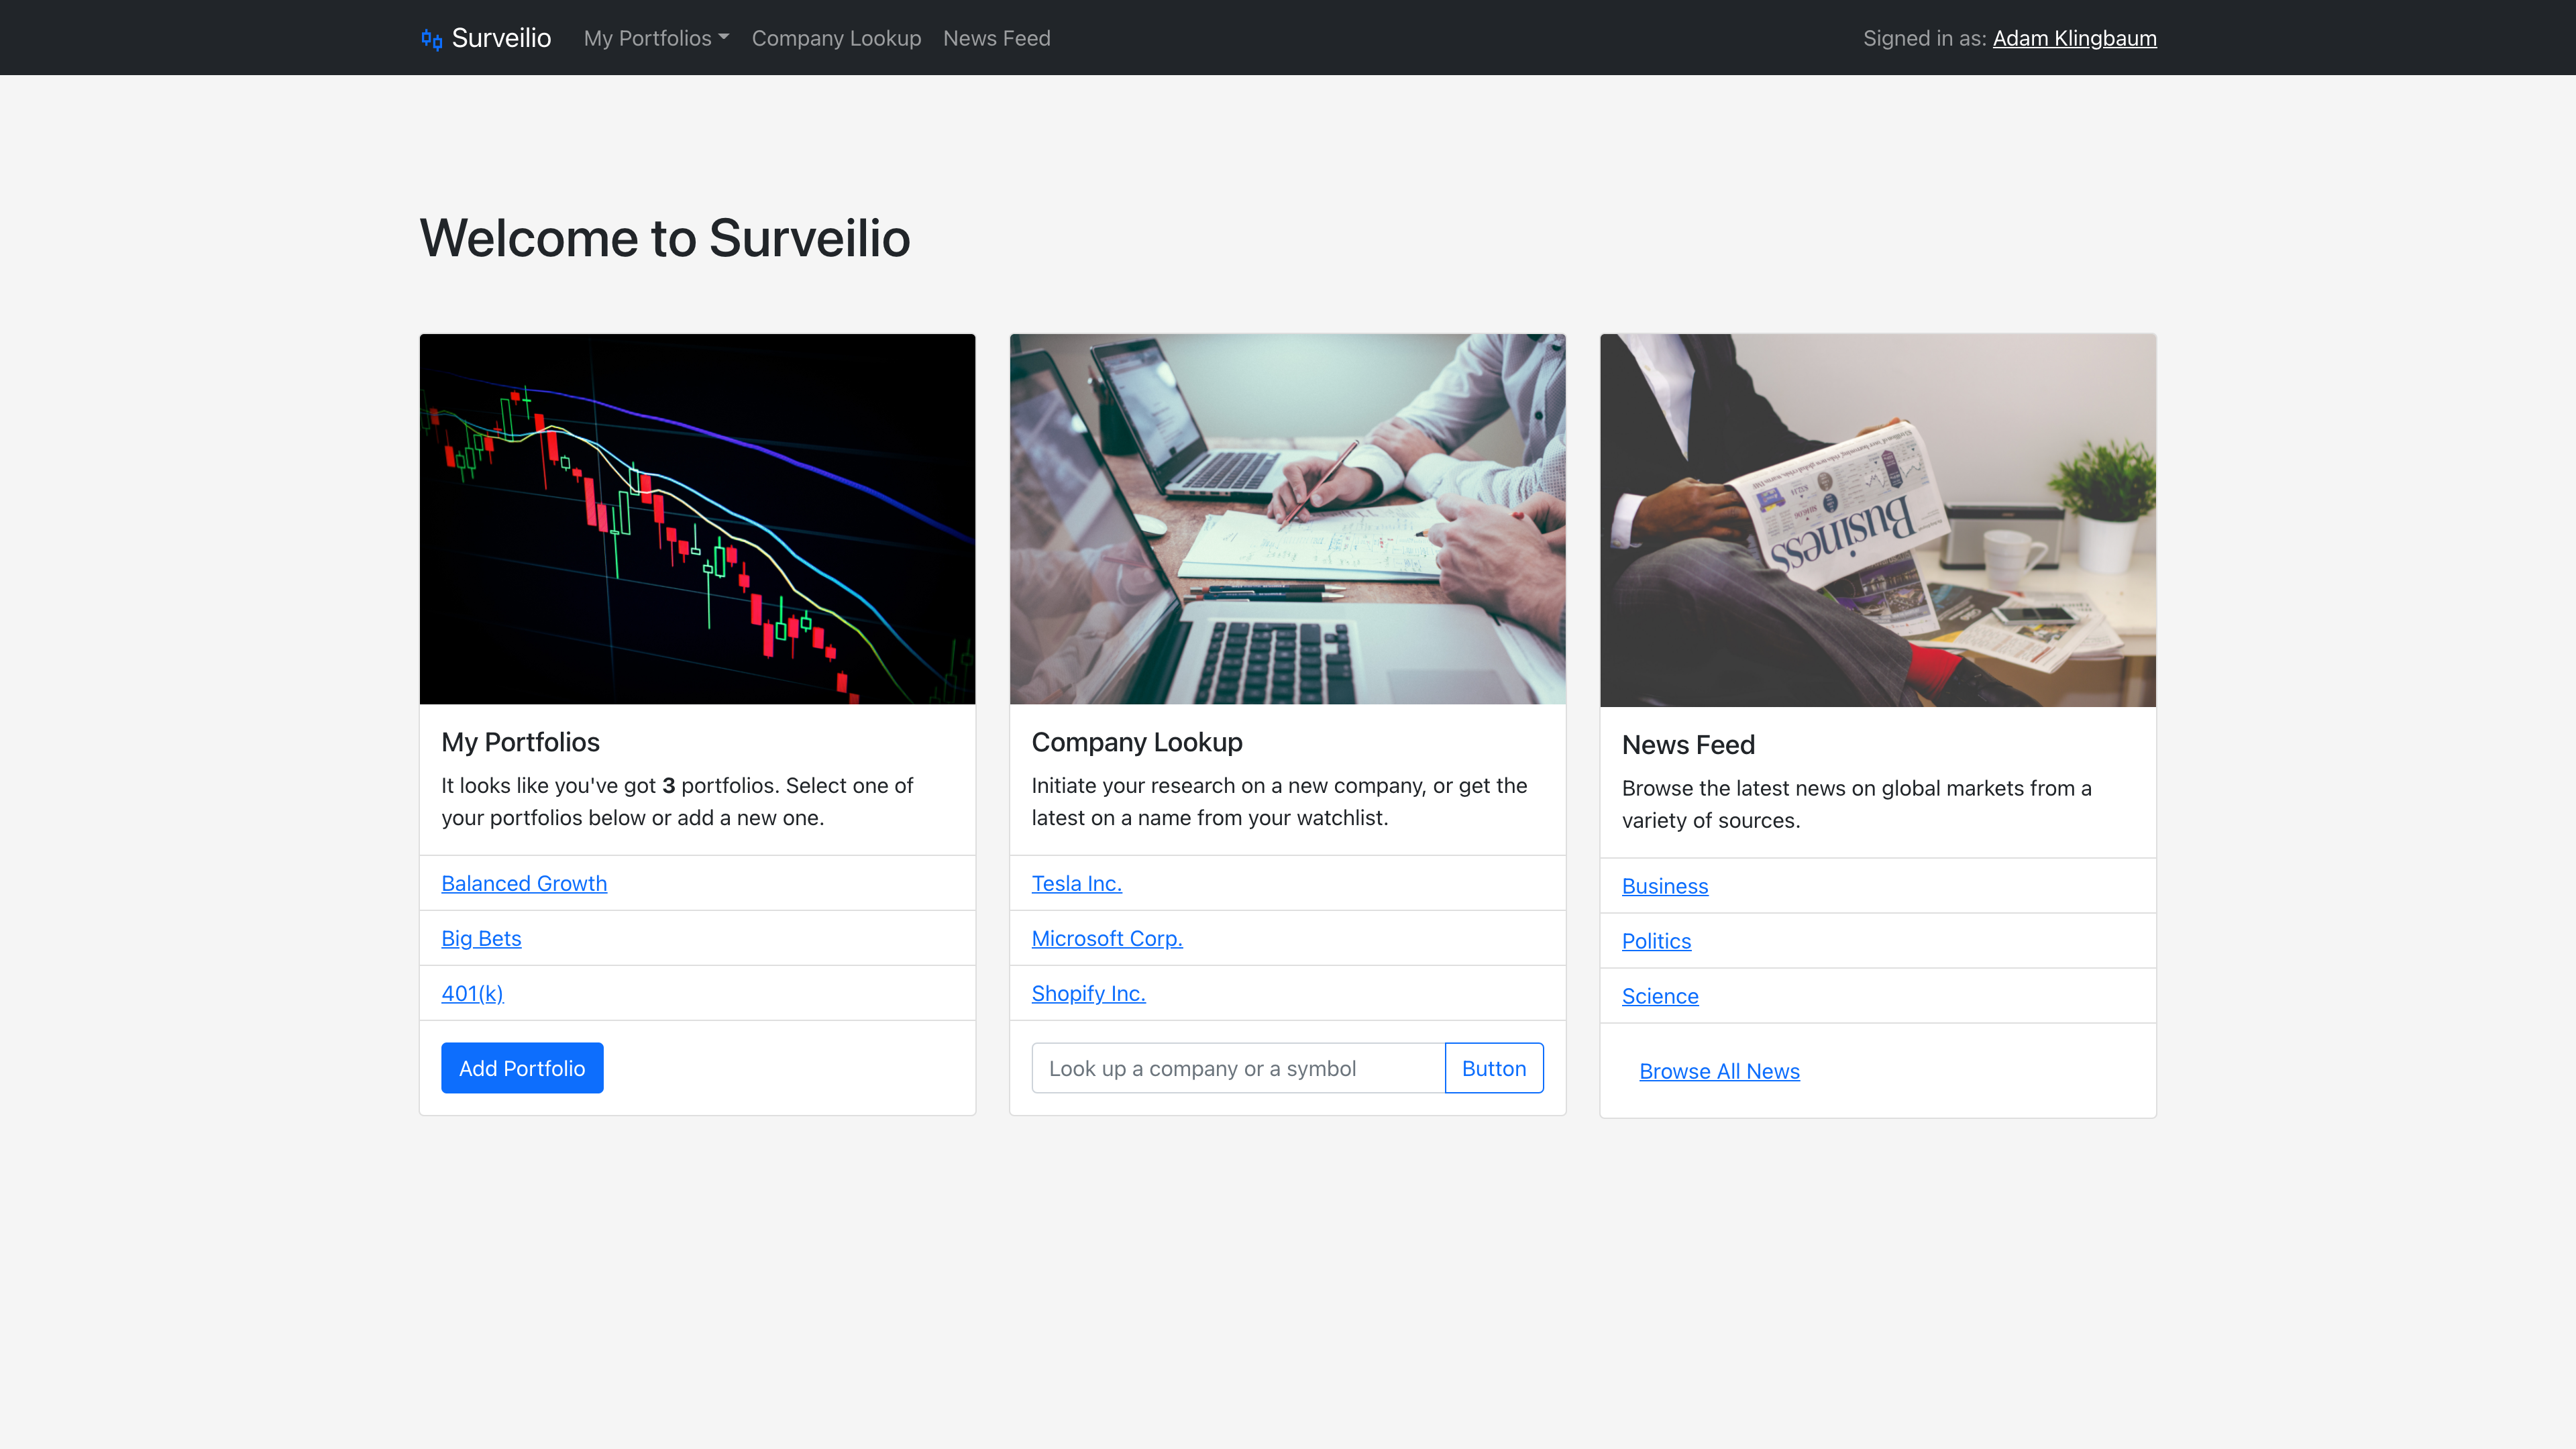 Surveilio My Portfolios Company Lookup News Feed Signed in as: Adam Klingbaum
Welcome to Surveilio
Business
My Portfolios
It looks like you've got 3 portfolios. Select one of
your portfolios below or add a new one.
Balanced Growth
Big Bets
401(k)
Add Portfolio
Company Lookup
Initiate your research on a new company, or get the
latest on a name from your watchlist.
Tesla Inc.
Microsoft Corp.
Shopify Inc.
Look up a company or a symbol Button
News Feed
Browse the latest news on global markets from a
variety of sources.
Business
Politics
Science
Browse All News